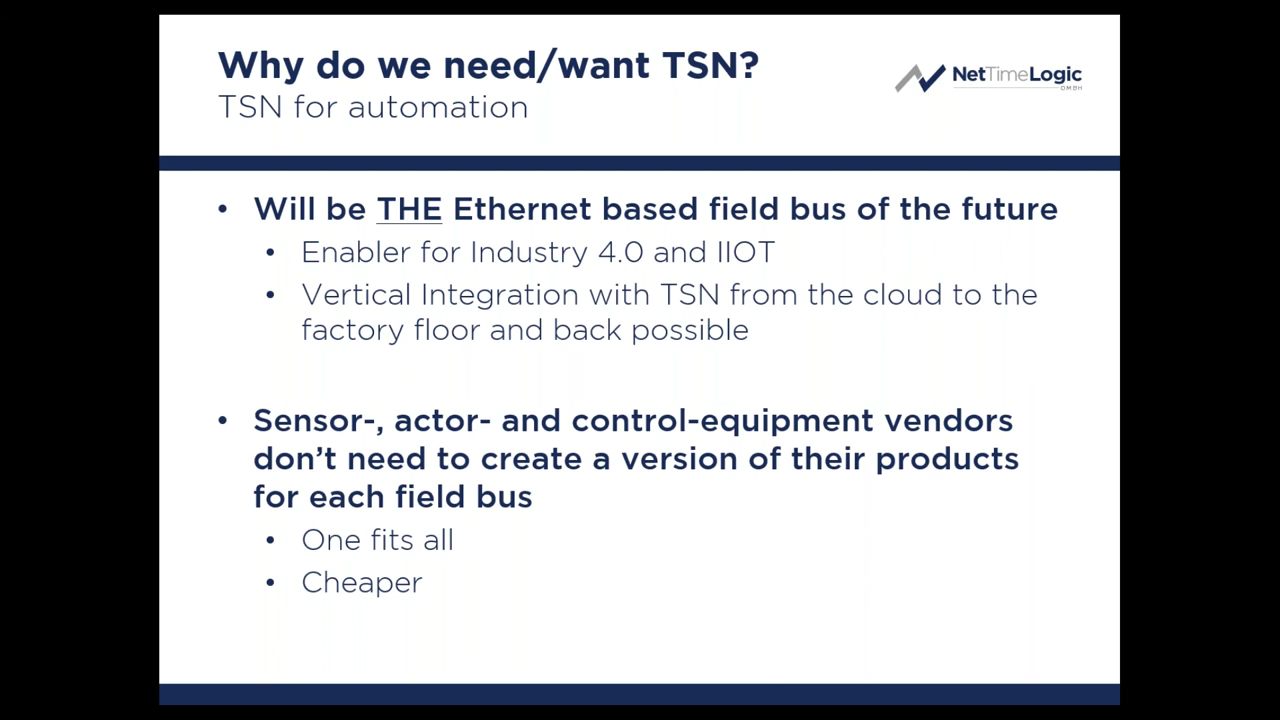 Why do we need/want TSN?
TSN for automation
NetTimeLogic
GMBH
• Will be THE Ethernet based field bus of the future
• Enabler for Industry 4.0 and IIOT
• Vertical Integration with TSN from the cloud to the
factory floor and back possible
• Sensor-, actor- and control-equipment vendors
don’t need to create a version of their products
for each field bus
• One fits all
• Cheaper